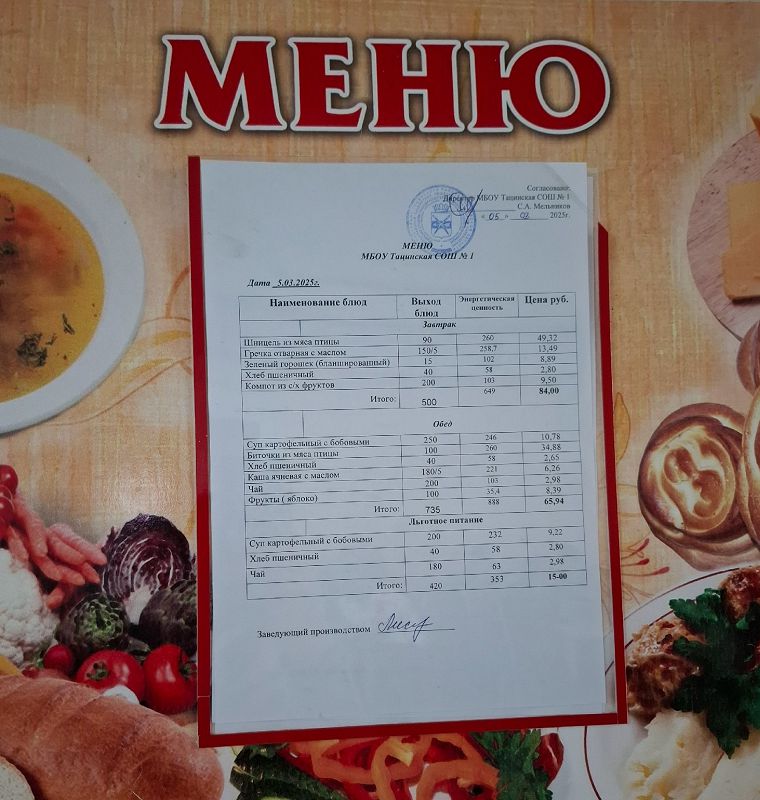 МЕНЮ
Согласовано:
Директор МБОУ Тацинская СОШ № 1
С.А. Мельников
« 05 » 03 2025г.
МЕНЮ
МБОУ Тацинская СОШ № 1
Дата 5.03.2025г.
Наименование блюд Выход блюд Энергетическая ценность Цена руб.
Завтрак
Шницель из мяса птицы 90 260 49,32
Гречка отварная с маслом 150/5 258,7 13,49
Зеленый горошек (бланшированный) 15 102 8,89
Хлеб пшеничный 40 58 2,80
Компот из с/х фруктов 200 103 9,50
Итого: 500 649 84,00
Обед
Суп картофельный с бобовыми 250 246 10,78
Биточки из мяса птицы 100 260 34,88
Хлеб пшеничный 40 58 2,65
Каша ячневая с маслом 180/5 221 6,26
Чай 200 103 2,98
Фрукты ( яблоко) 100 35,4 8,39
Итого: 735 888 65,94
Льготное питание
Суп картофельный с бобовыми 200 232 9,22
Хлеб пшеничный 40 58 2,80
Чай 180 63 2,98
Итого: 420 353 15-00
Заведующий производством